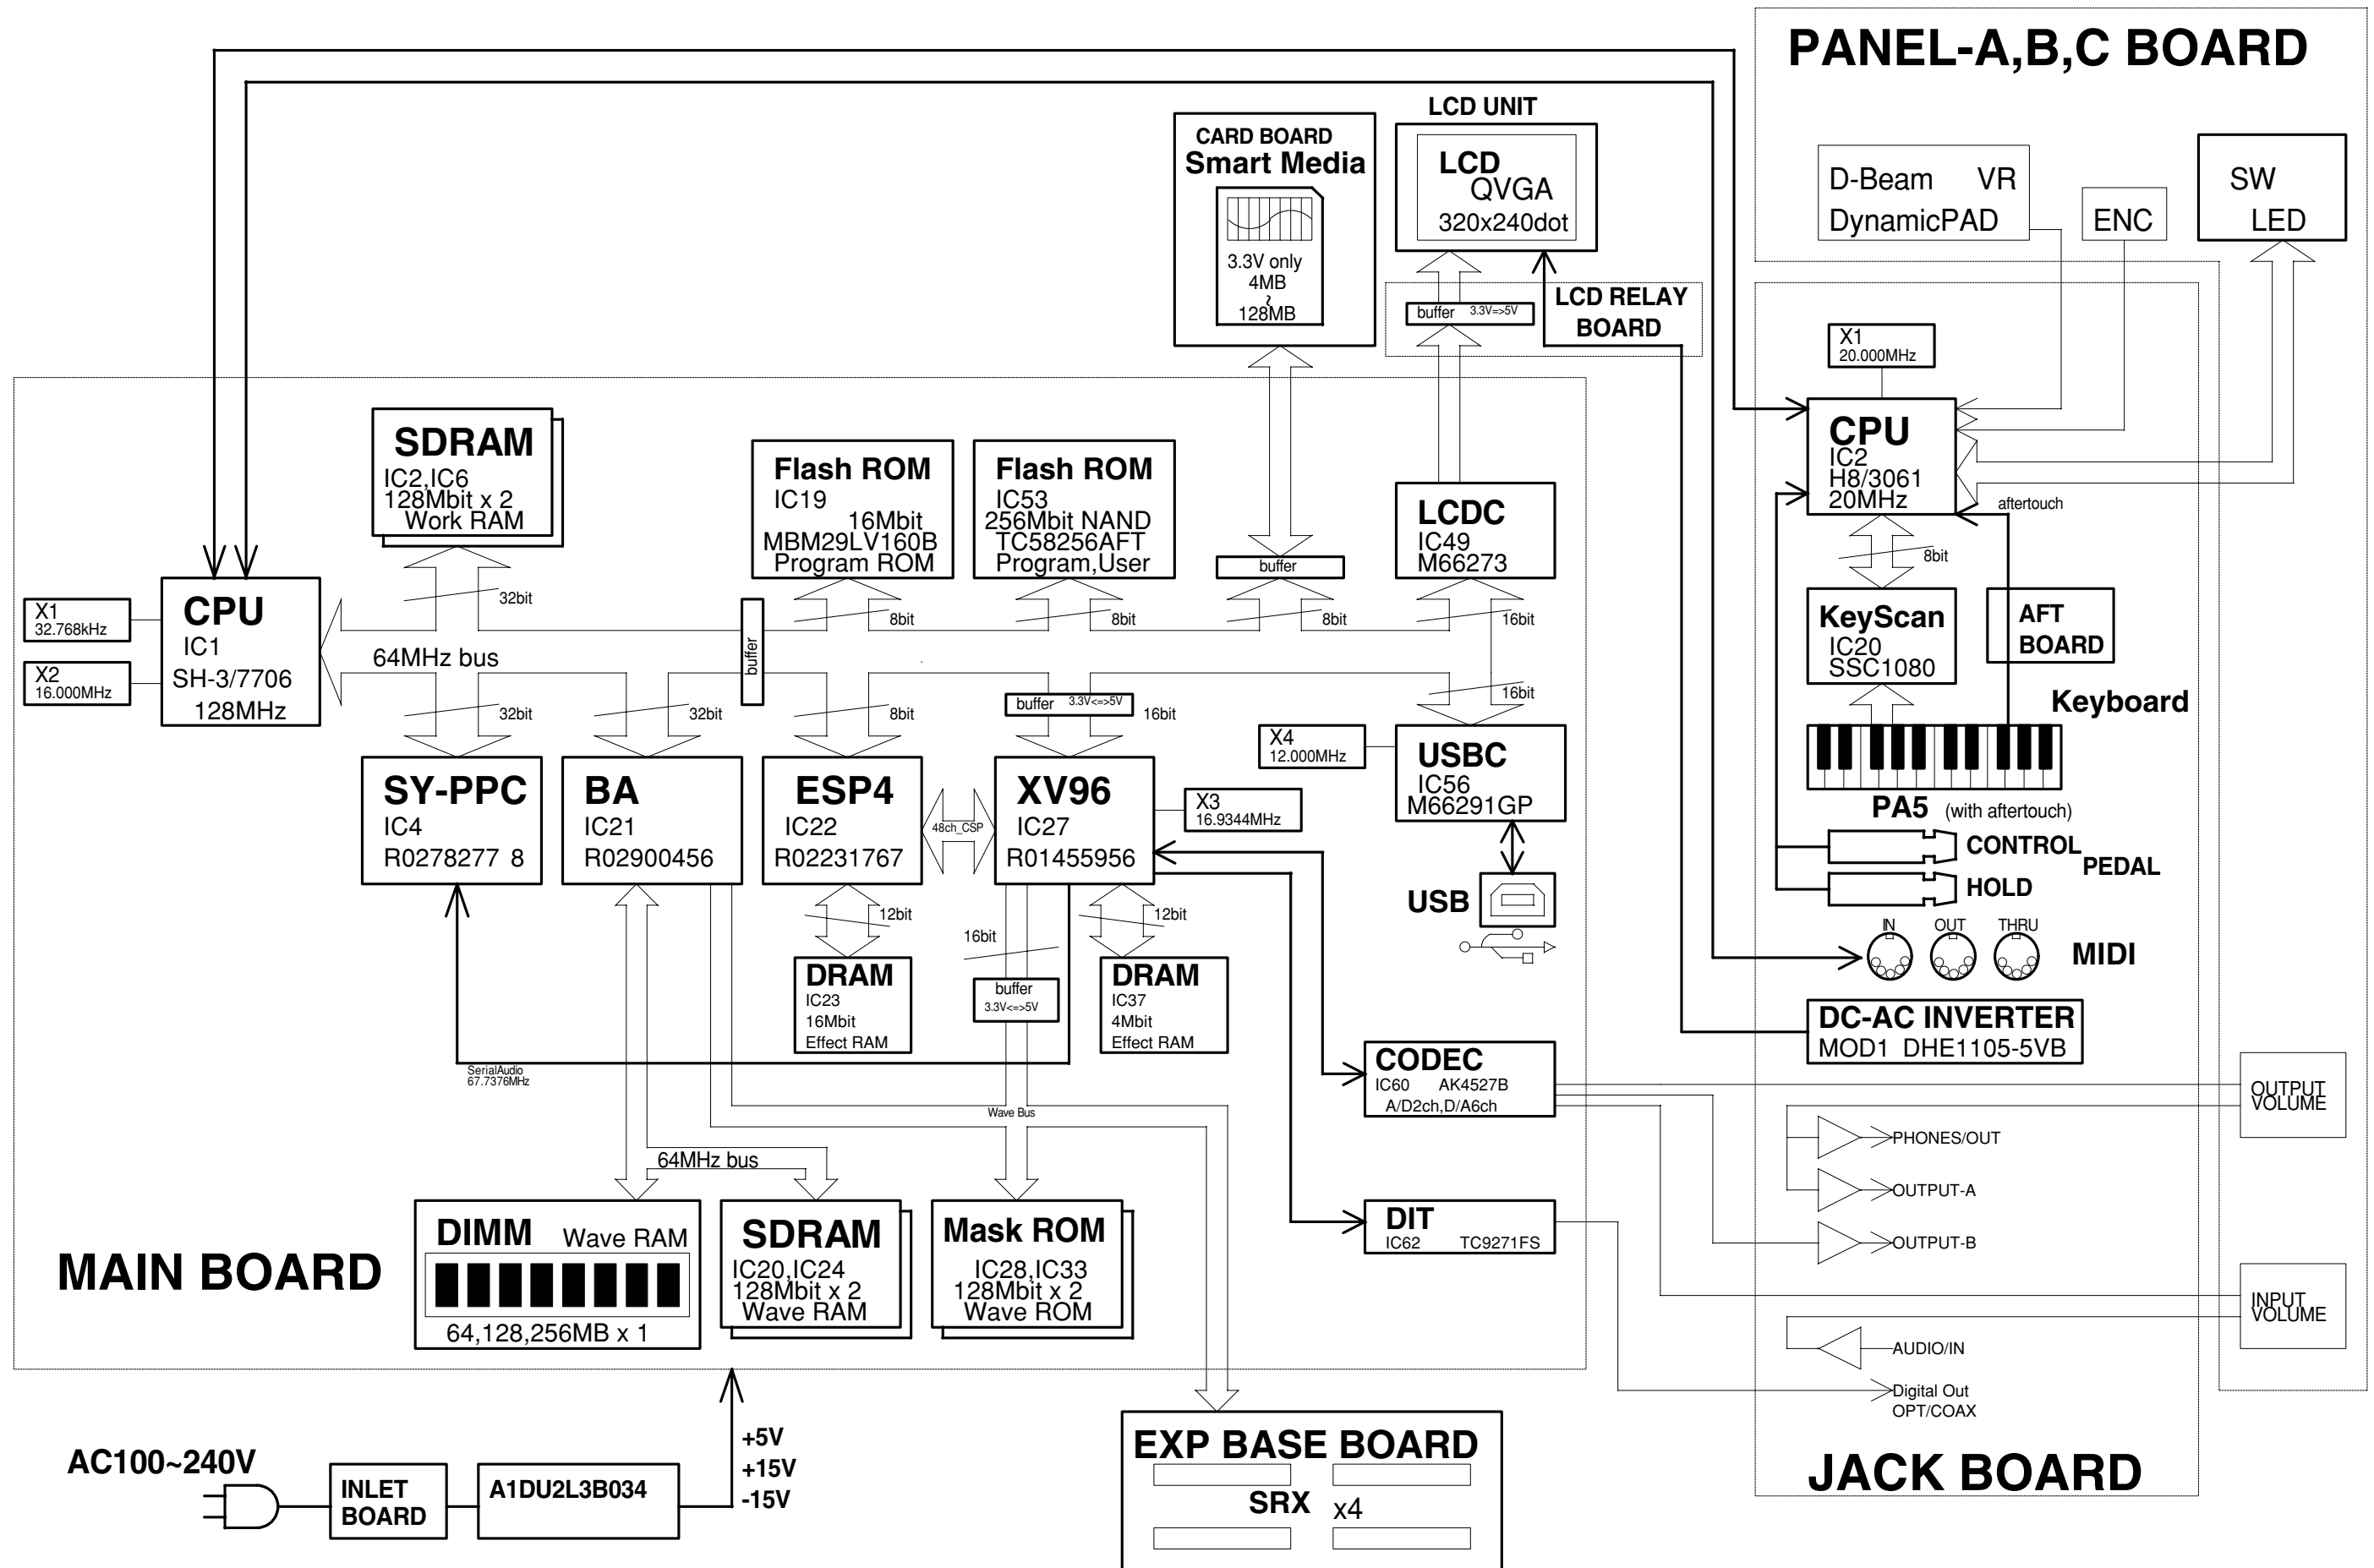 PANEL-A,B,C BOARD
D-Beam VR
DynamicPAD
ENC
SW
LED
LCD UNIT
LCD
QVGA
320x240dot
CARD BOARD
Smart Media
3.3V only
4MB
~
128MB
buffer 3.3V=>5V
LCD RELAY
BOARD
X1
20.000MHz
CPU
IC2
H8/3061
20MHz
aftertouch
8bit
KeyScan
IC20
SSC1080
AFT
BOARD
Keyboard
PA5 (with aftertouch)
CONTROL
PEDAL
HOLD
IN OUT THRU
MIDI
DC-AC INVERTER
MOD1 DHE1105-5VB
SDRAM
IC2,IC6
128Mbit x 2
Work RAM
Flash ROM
IC19
16Mbit
MBM29LV160B
Program ROM
Flash ROM
IC53
256Mbit NAND
TC58256AFT
Program,User
buffer
LCDC
IC49
M66273
X1
32.768kHz
X2
16.000MHz
CPU
IC1
SH-3/7706
128MHz
32bit
8bit
8bit
8bit
16bit
64MHz bus
buffer
32bit
32bit
8bit
buffer 3.3V<=>5V
16bit
16bit
SY-PPC
IC4
R0278277 8
BA
IC21
R02900456
ESP4
IC22
R02231767
48ch_CSP
XV96
IC27
R01455956
X3
16.9344MHz
X4
12.000MHz
USBC
IC56
M66291GP
USB
12bit
16bit
12bit
DRAM
IC23
16Mbit
Effect RAM
buffer
3.3V<=>5V
DRAM
IC37
4Mbit
Effect RAM
SerialAudio
67.7376MHz
Wave Bus
64MHz bus
CODEC
IC60 AK4527B
A/D2ch,D/A6ch
DIT
IC62 TC9271FS
OUTPUT
VOLUME
PHONES/OUT
OUTPUT-A
OUTPUT-B
INPUT
VOLUME
AUDIO/IN
Digital Out
OPT/COAX
JACK BOARD
MAIN BOARD
DIMM Wave RAM
64,128,256MB x 1
SDRAM
IC20,IC24
128Mbit x 2
Wave RAM
Mask ROM
IC28,IC33
128Mbit x 2
Wave ROM
AC100~240V
INLET
BOARD
A1DU2L3B034
+5V
+15V
-15V
EXP BASE BOARD
SRX x4